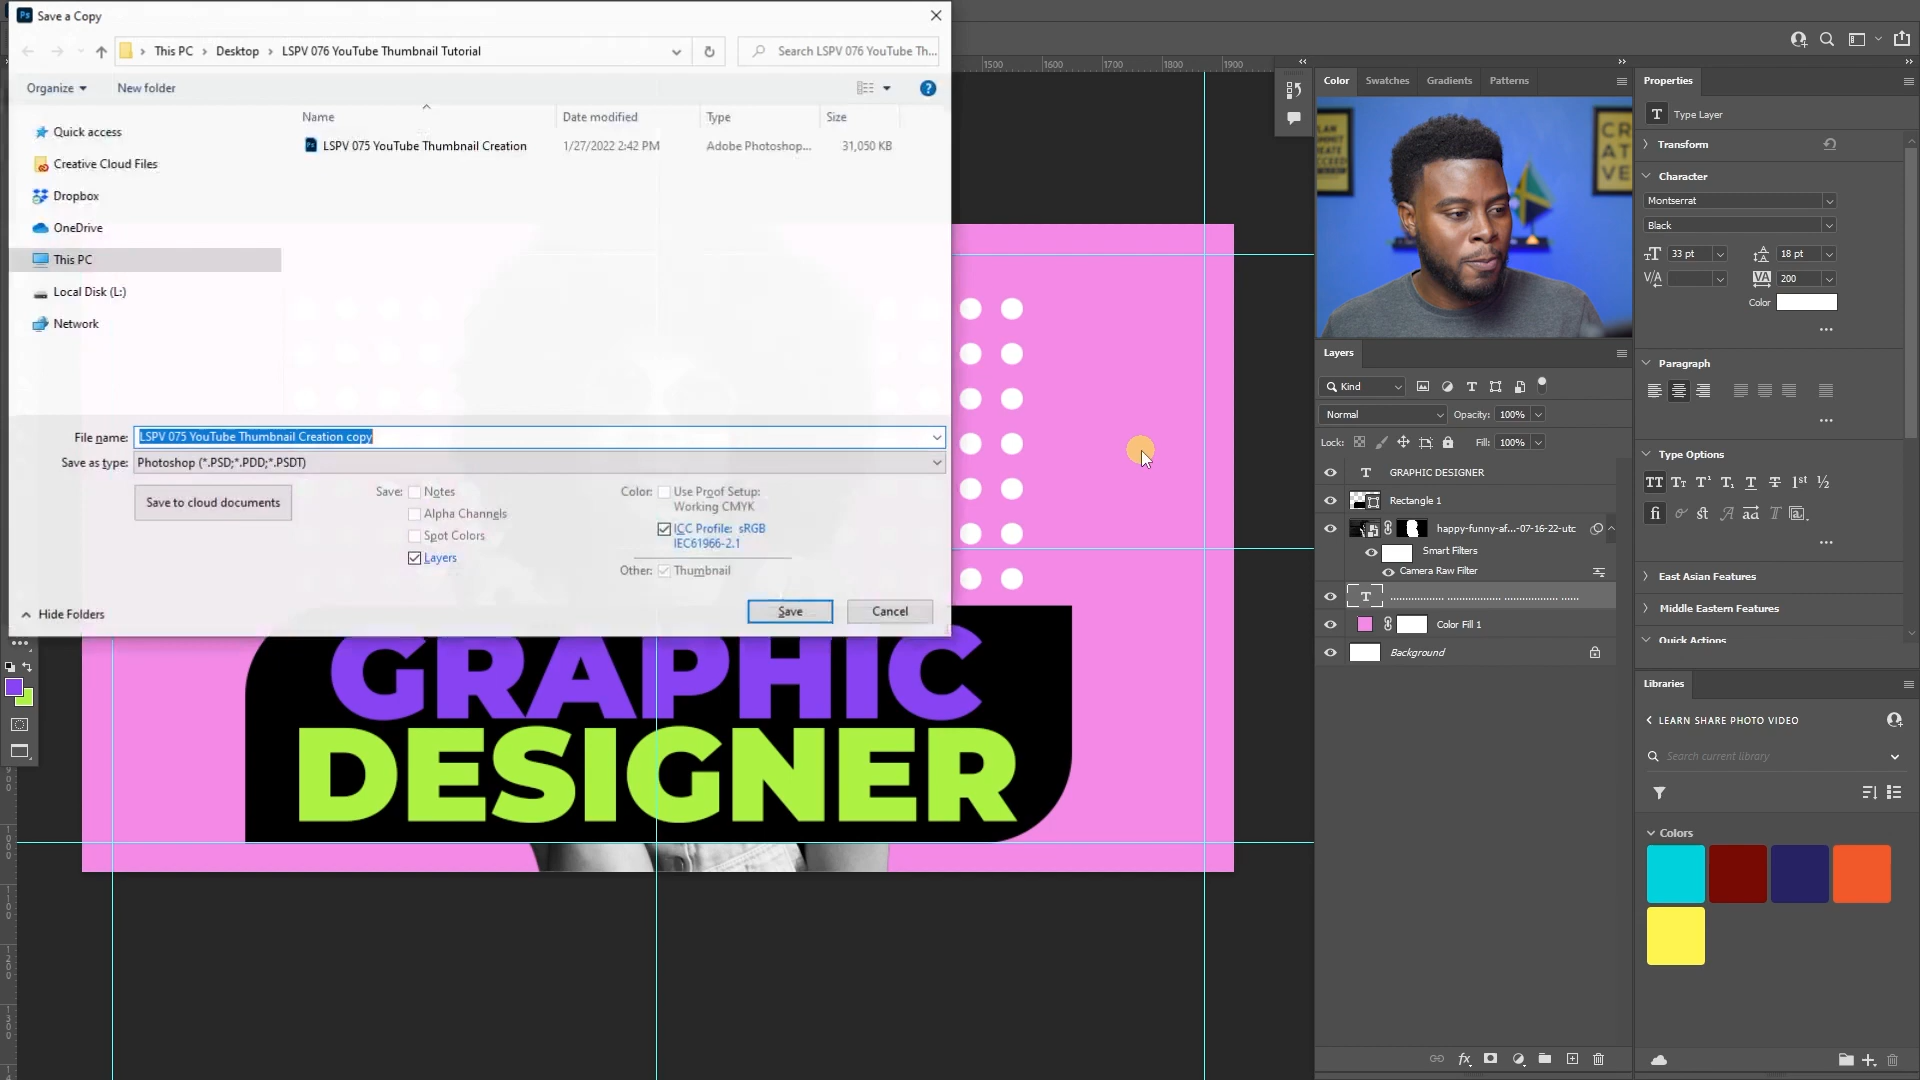 Ps Save a Copy
This PC Desktop LSPV 076 YouTube Thumbnail Tutorial
Search LSPV 076 YouTube Th...
Organize New folder
Name Date modified Type Size
LSPV 075 YouTube Thumbnail Creation 1/27/2022 2:42 PM Adobe Photoshop... 31,050 KB
Quick access
Creative Cloud Files
Dropbox
OneDrive
This PC
Local Disk (L:)
Network
File name: LSPV 075 YouTube Thumbnail Creation copy
Save as type: Photoshop (*.PSD;*.PDD;*.PSDT)
Save to cloud documents
Save: Notes
Alpha Channels
Spot Colors
Layers
Color: Use Proof Setup:
Working CMYK
ICC Profile: sRGB
IEC61966-2.1
Other: Thumbnail
Hide Folders
Save Cancel
1500 1600 1700 1800 1900
GRAPHIC
DESIGNER
Color Swatches Gradients Patterns
Layers
Kind
Normal Opacity: 100%
Lock: Fill: 100%
GRAPHIC DESIGNER
Rectangle 1
happy-funny-af...-07-16-22-utc
Smart Filters
Camera Raw Filter
Color Fill 1
Background
Properties
Type Layer
Transform
Character
Montserrat
Black
33 pt 18 pt
200
Color
Paragraph
Type Options
East Asian Features
Middle Eastern Features
Quick Actions
Libraries
LEARN SHARE PHOTO VIDEO
Search current library
Colors